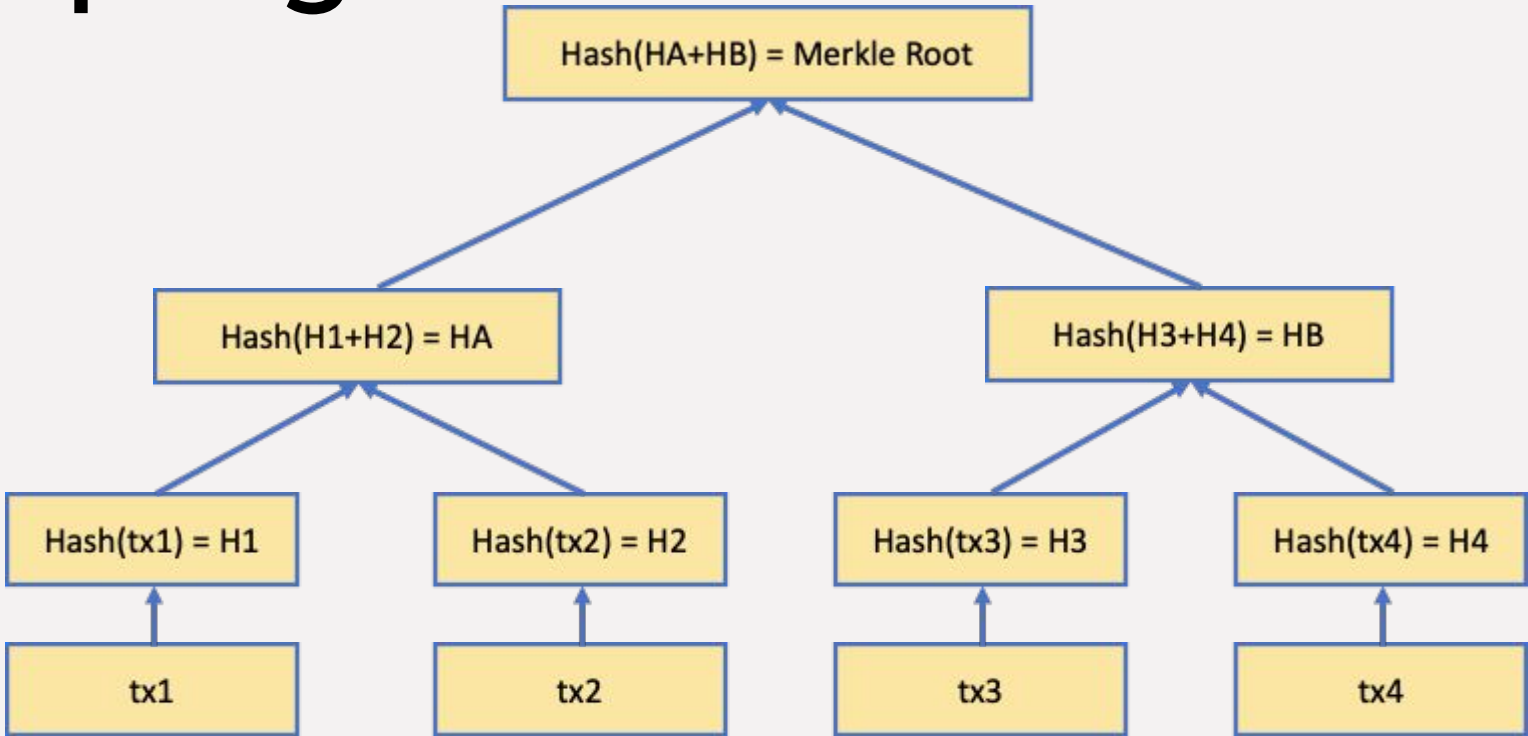 Hash(HA+HB) = Merkle Root
Hash(H1+H2) = HA
Hash(H3+H4) = HB
Hash(tx1) = H1
Hash(tx2) = H2
Hash(tx3) = H3
Hash(tx4) = H4
tx1
tx2
tx3
tx4